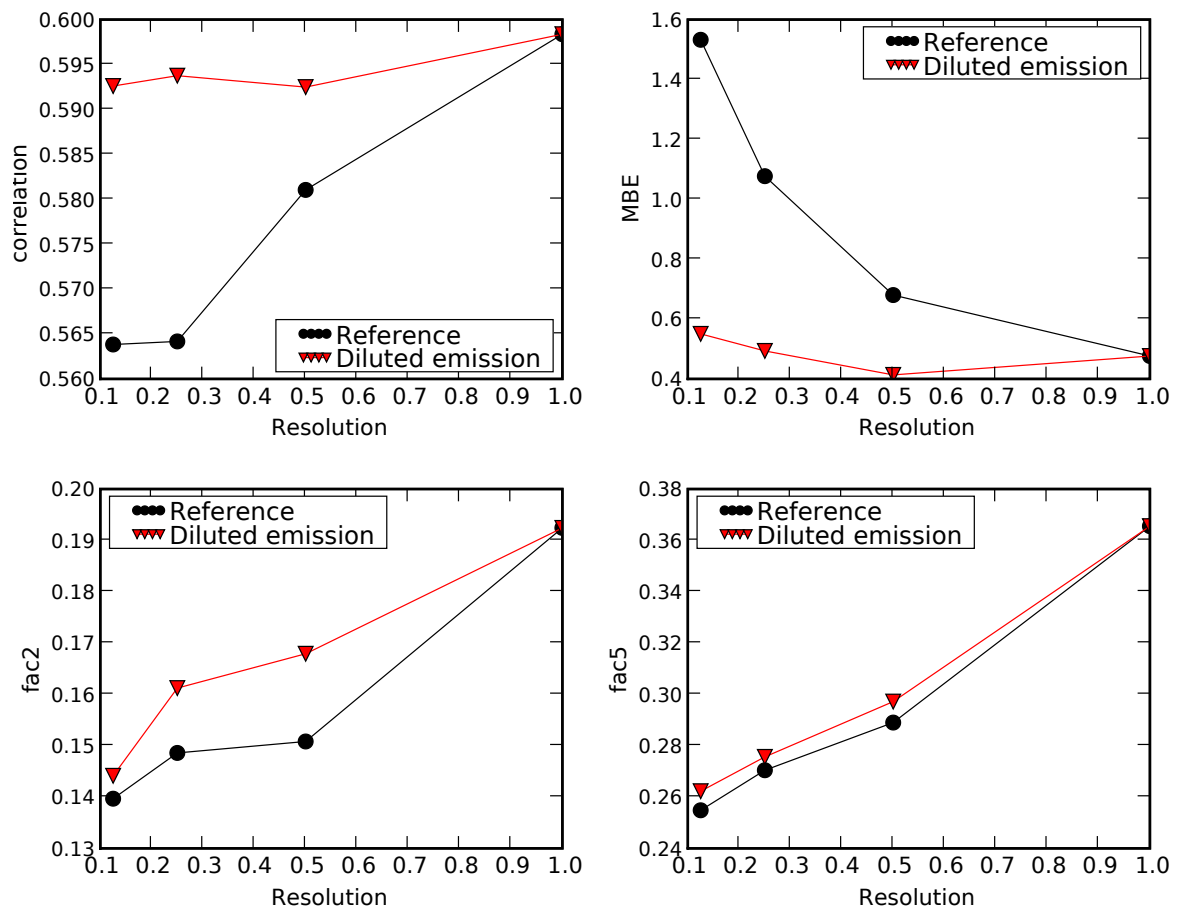 0.600
0.595
0.590
0.585
0.580
0.575
0.570
0.565
0.560
correlation
Reference
Diluted emission
0.1 0.2 0.3 0.4 0.5 0.6 0.7 0.8 0.9 1.0
Resolution
1.6
1.4
1.2
1.0
0.8
0.6
0.4
MBE
Reference
Diluted emission
0.1 0.2 0.3 0.4 0.5 0.6 0.7 0.8 0.9 1.0
Resolution
0.20
0.19
0.18
0.17
0.16
0.15
0.14
0.13
fac2
Reference
Diluted emission
0.1 0.2 0.3 0.4 0.5 0.6 0.7 0.8 0.9 1.0
Resolution
0.38
0.36
0.34
0.32
0.30
0.28
0.26
0.24
fac5
Reference
Diluted emission
0.1 0.2 0.3 0.4 0.5 0.6 0.7 0.8 0.9 1.0
Resolution